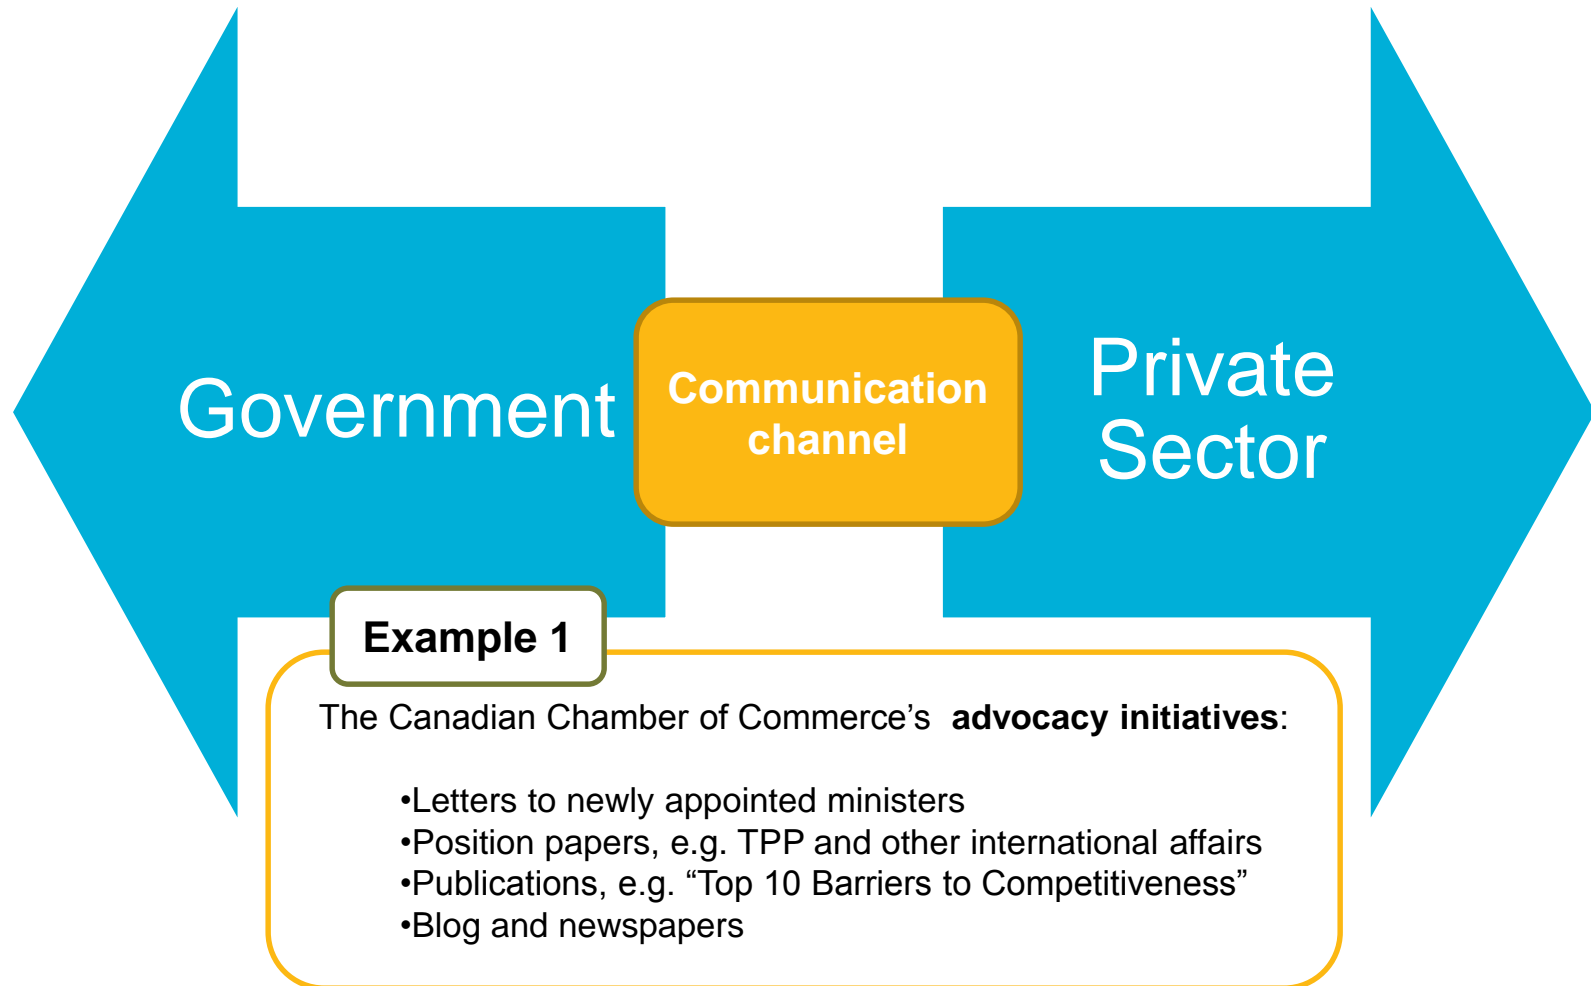 Government
Communication
channel
Private
Sector
Example 1
The Canadian Chamber of Commerce’s  advocacy initiatives:
•Letters to newly appointed ministers
•Position papers, e.g. TPP and other international affairs
•Publications, e.g. “Top 10 Barriers to Competitiveness”
•Blog and newspapers